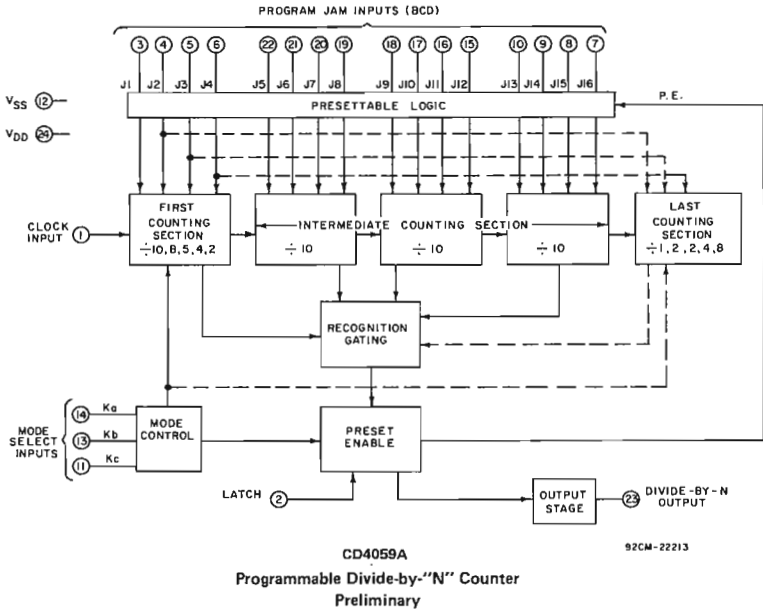 PROGRAM JAM INPUTS (BCD)
3 4 5 6 22 21 20 19 18 17 16 15 10 9 8 7
J1 J2 J3 J4 J5 J6 J7 J8 J9 J10 J11 J12 J13 J14 J15 J16
P.E.
VSS 12
PRESETTABLE LOGIC
VDD 24
CLOCK INPUT 1
FIRST COUNTING SECTION ÷10,8,5,4,2
INTERMEDIATE COUNTING SECTION
÷10 ÷10 ÷10
LAST COUNTING SECTION ÷1,2,2,4,8
RECOGNITION GATING
MODE SELECT INPUTS
14 Ka
13 Kb
11 Kc
MODE CONTROL
PRESET ENABLE
LATCH 2
OUTPUT STAGE
23 DIVIDE-BY-N OUTPUT
92CM-22213
CD4059A
Programmable Divide-by-"N" Counter
Preliminary